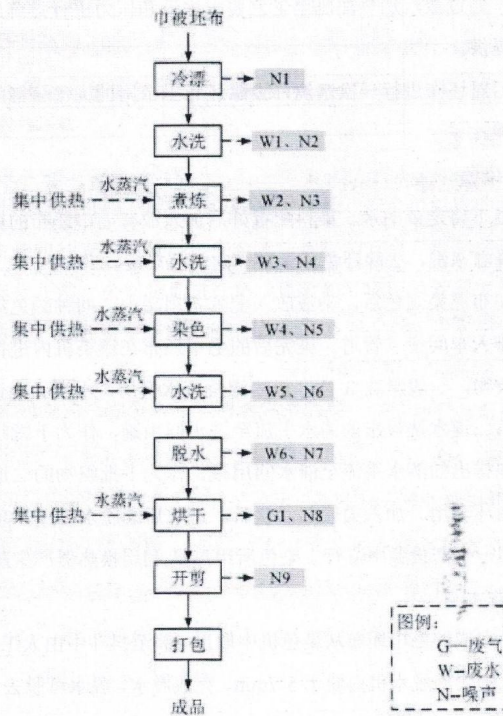 巾被坯布
冷漂 N1
水洗 W1、N2
水蒸汽
集中供热 煮炼 W2、N3
水蒸汽
集中供热 水洗 W3、N4
水蒸汽
集中供热 染色 W4、N5
水蒸汽
集中供热 水洗 W5、N6
脱水 W6、N7
水蒸汽
集中供热 烘干 G1、N8
开剪 N9
打包
成品
图例：
G—废气
W—废水
N—噪声